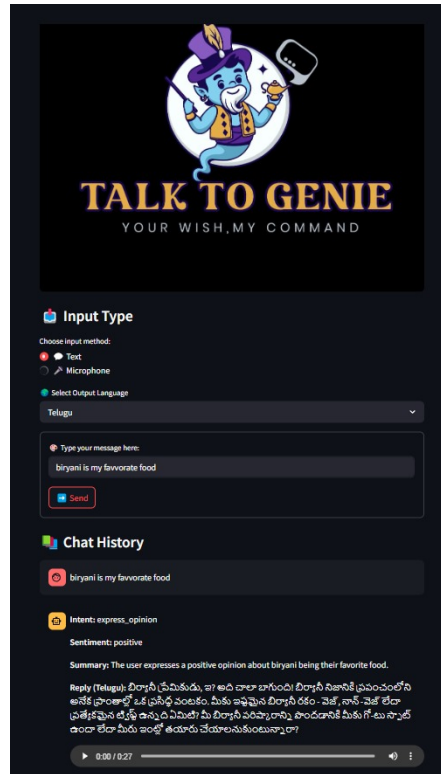 TALK TO GENIE
YOUR WISH,MY COMMAND
Input Type
Choose input method:
Text
Microphone
Select Output Language
Telugu
Type your message here:
biryani is my favvorate food
Send
Chat History
biryani is my favvorate food
Intent: express_opinion
Sentiment: positive
Summary: The user expresses a positive opinion about biryani being their favorite food.
Reply (Telugu): బిర్యానీ ప్రేమికుడు, ఇ? అది చాలా బాగుంది! బిర్యానీ నిజానికి ప్రపంచంలోని
అనేక ప్రాంతాల్లో ఒక ప్రసిద్ధ వంటకం. మీకు ఇష్టమైన బిర్యానీ రకం - వెజ్, నాన్-వెజ్ లేదా
ప్రత్యేకమైన ట్విస్ట్ ఉన్నది ఏమిటి? మీ బిర్యానీ పరిష్కారాన్ని పొందడానికి మీకు గో-టు స్పాట్
ఉందా లేదా మీరు ఇంట్లో తయారు చేయాలనుకుంటున్నారా?
0:00 / 0:27